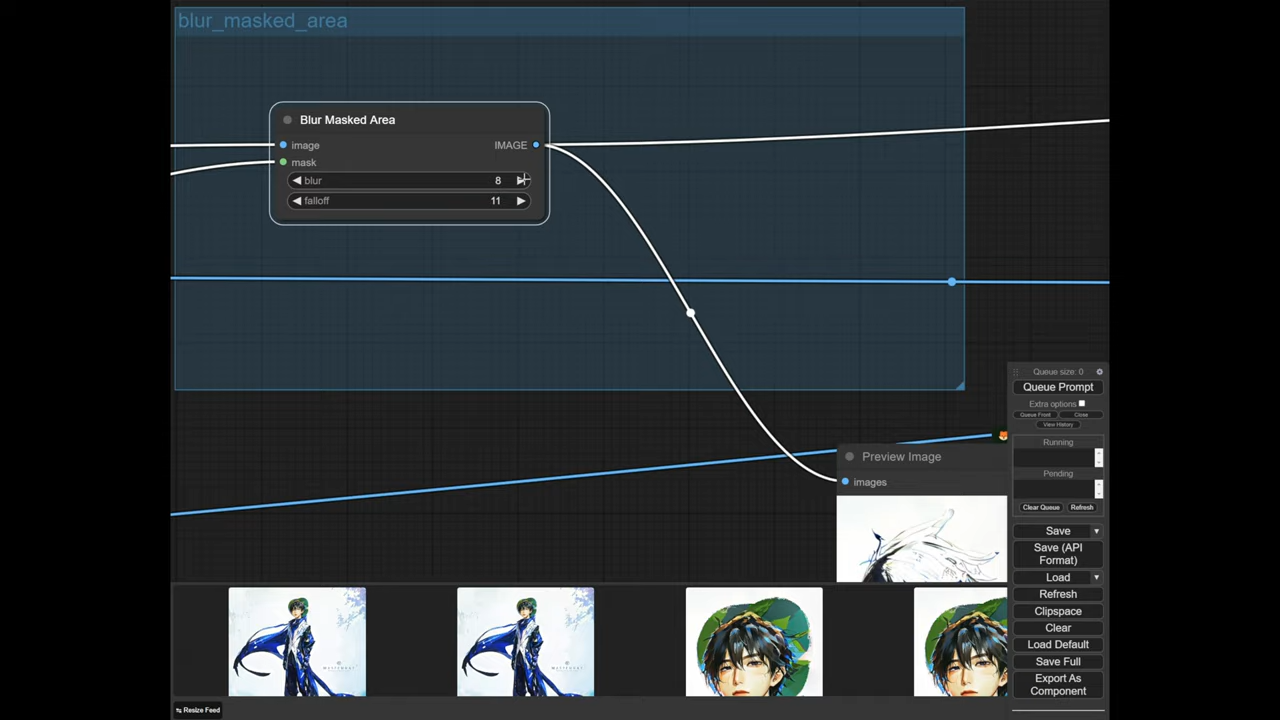 blur_masked_area
Blur Masked Area
image
IMAGE
mask
blur 8
falloff 11
Queue size: 0
Queue Prompt
Extra options
Queue Front Close
View History
Running
Preview Image
images
Pending
Clear Queue Refresh
Save
Save (API
Format)
Load
Refresh
Clipspace
Clear
Load Default
Save Full
Export As
Component
Resize Feed